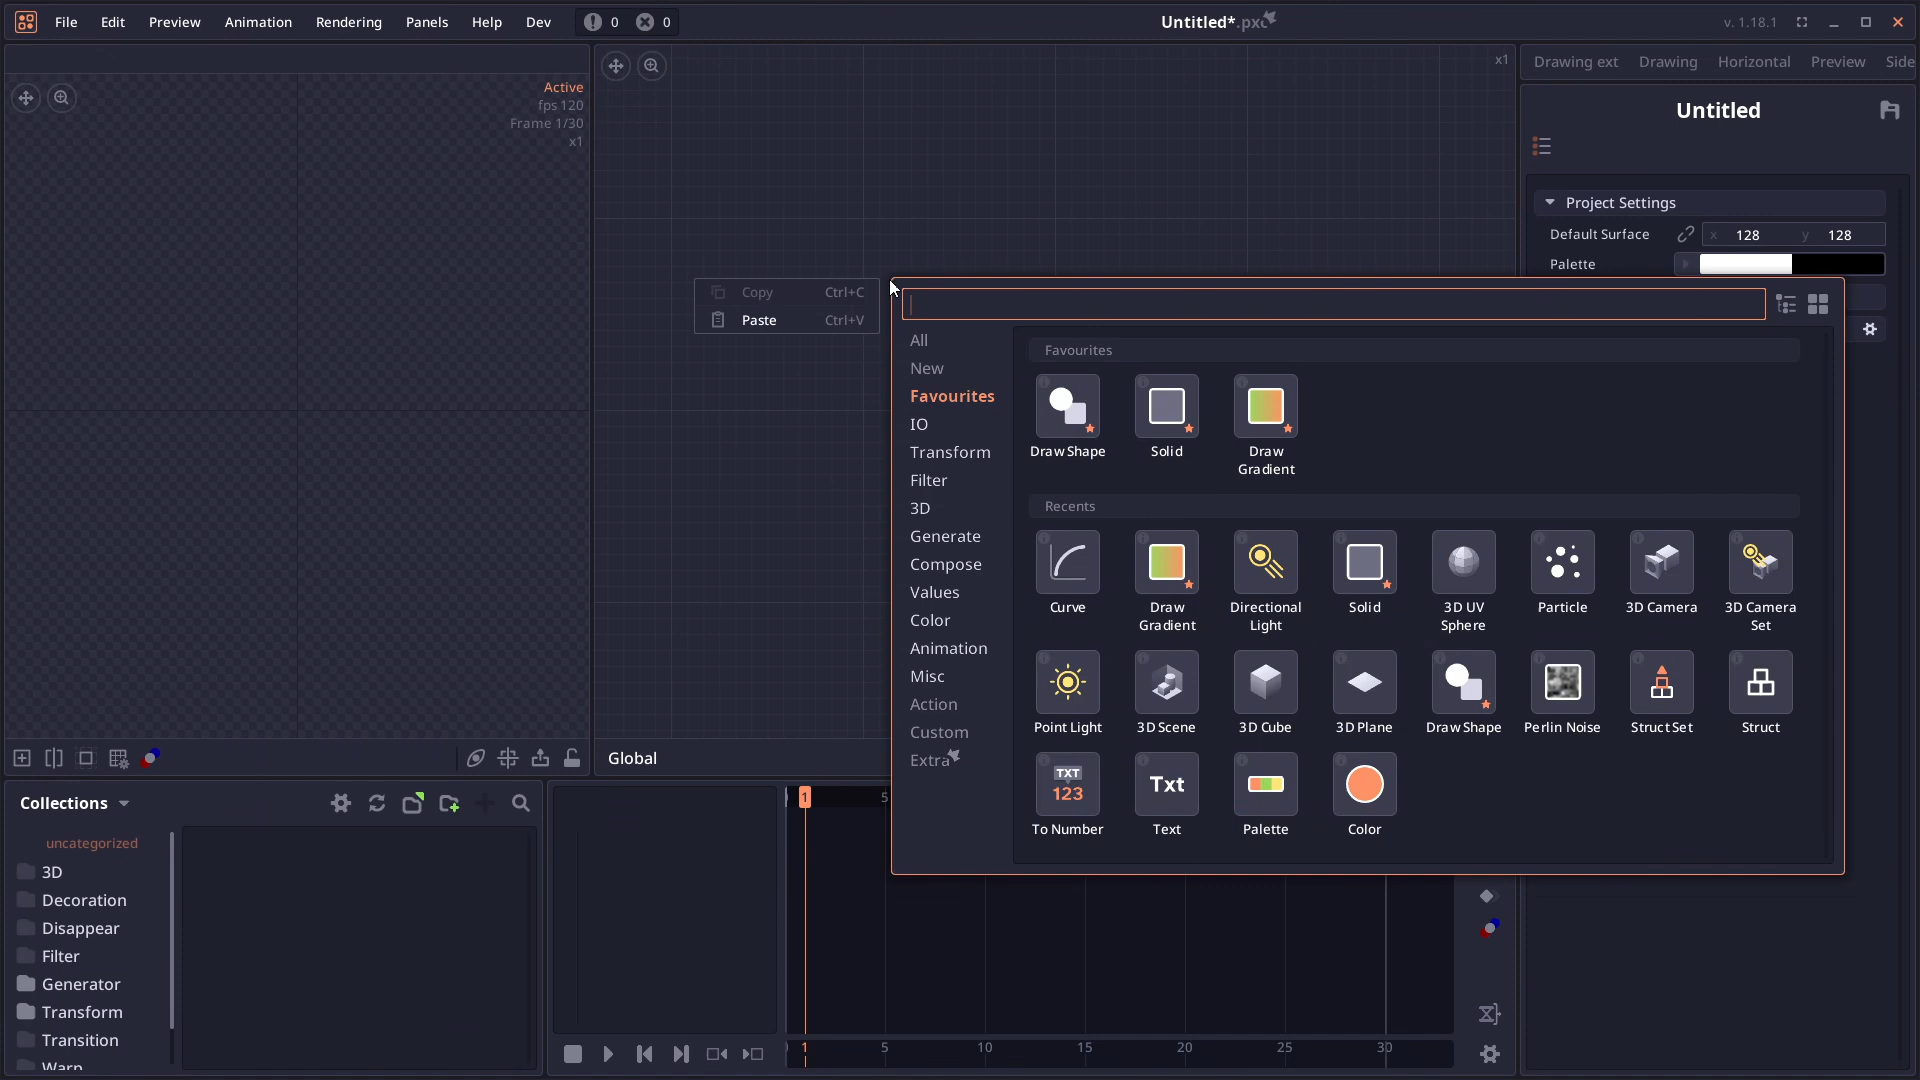 File Edit Preview Animation Rendering Panels Help Dev 0 0 Untitled*.pxc v. 1.18.1
Active
fps 120
Frame 1/30
x1
x1
Drawing ext Drawing Horizontal Preview Side
Untitled
Project Settings
Default Surface x 128 y 128
Palette
Copy Ctrl+C
Paste Ctrl+V
All
New
Favourites
IO
Transform
Filter
3D
Generate
Compose
Values
Color
Animation
Misc
Action
Custom
Extra
Favourites
Draw Shape Solid Draw Gradient
Recents
Curve Draw Gradient Directional Light Solid 3D UV Sphere Particle 3D Camera 3D Camera Set
Point Light 3D Scene 3D Cube 3D Plane Draw Shape Perlin Noise Struct Set Struct
TXT
123
Txt
To Number Text Palette Color
Global
Collections
uncategorized
3D
Decoration
Disappear
Filter
Generator
Transform
Transition
Warp
1 5
1 5 10 15 20 25 30